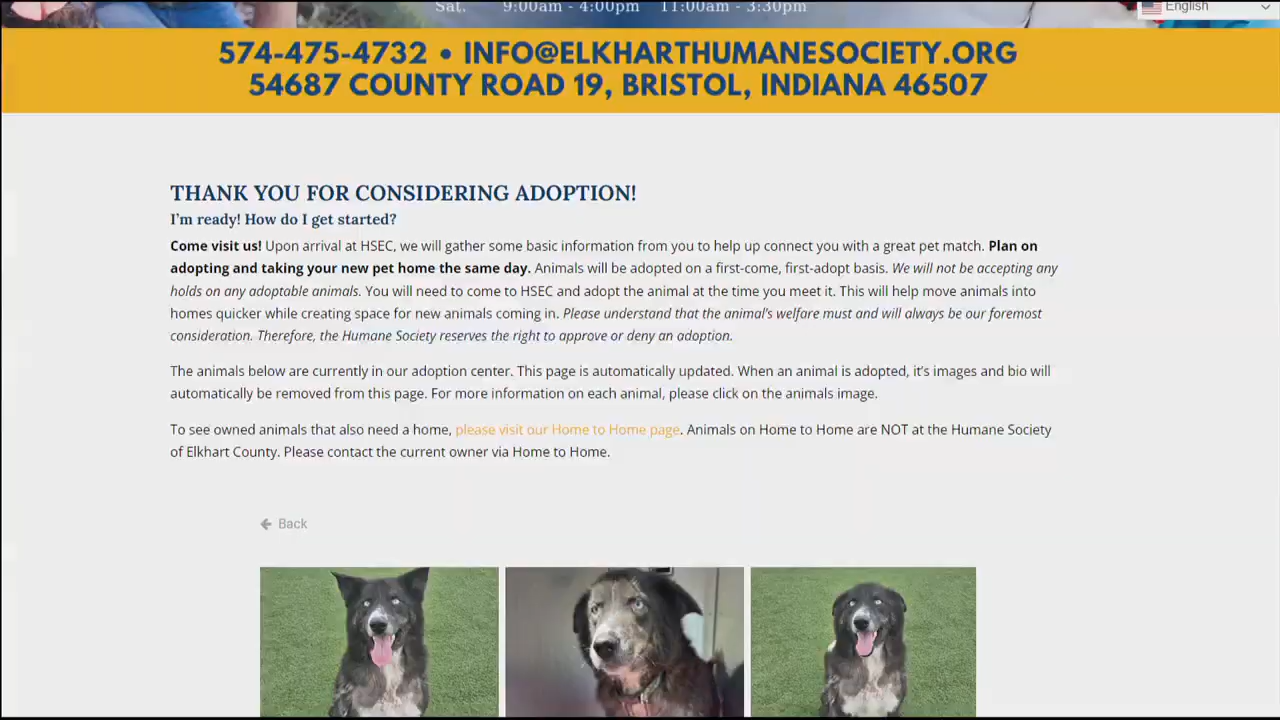 Sat. 9:00am - 4:00pm 11:00am - 3:30pm
English
574-475-4732 • INFO@ELKHARTHUMANESOCIETY.ORG
54687 COUNTY ROAD 19, BRISTOL, INDIANA 46507
THANK YOU FOR CONSIDERING ADOPTION!
I'm ready! How do I get started?
Come visit us! Upon arrival at HSEC, we will gather some basic information from you to help up connect you with a great pet match. Plan on
adopting and taking your new pet home the same day. Animals will be adopted on a first-come, first-adopt basis. We will not be accepting any
holds on any adoptable animals. You will need to come to HSEC and adopt the animal at the time you meet it. This will help move animals into
homes quicker while creating space for new animals coming in. Please understand that the animal's welfare must and will always be our foremost
consideration. Therefore, the Humane Society reserves the right to approve or deny an adoption.
The animals below are currently in our adoption center. This page is automatically updated. When an animal is adopted, it's images and bio will
automatically be removed from this page. For more information on each animal, please click on the animals image.
To see owned animals that also need a home, please visit our Home to Home page. Animals on Home to Home are NOT at the Humane Society
of Elkhart County. Please contact the current owner via Home to Home.
Back